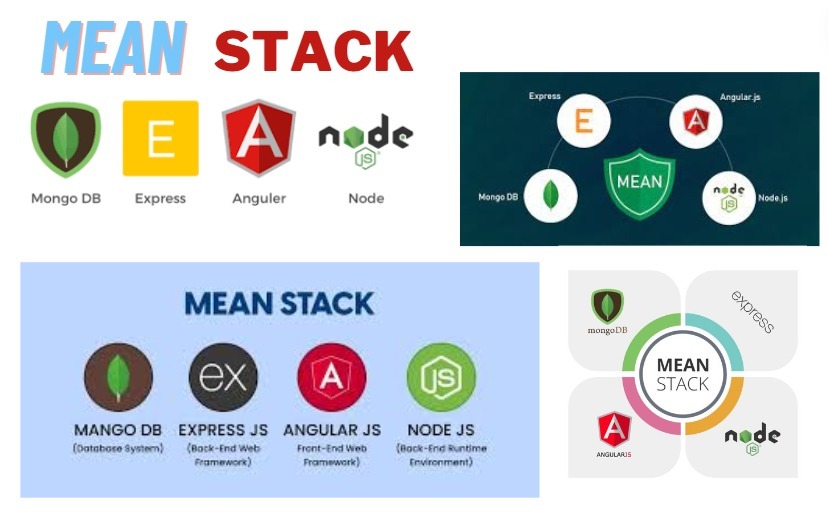 MEAN STACK
E
node
JS
Mongo DB Express Anguler Node
Express
Angular.js
E
MEAN
Mongo DB
node
JS
Node.js
MEAN STACK
ex
JS
MANGO DB EXPRESS JS ANGULAR JS NODE JS
(Database System) (Back-End Web Front-End Web (Back-End Runtime
Framework) Framework) Environment)
mongoDB
express
MEAN
STACK
ANGULARJS
node
JS